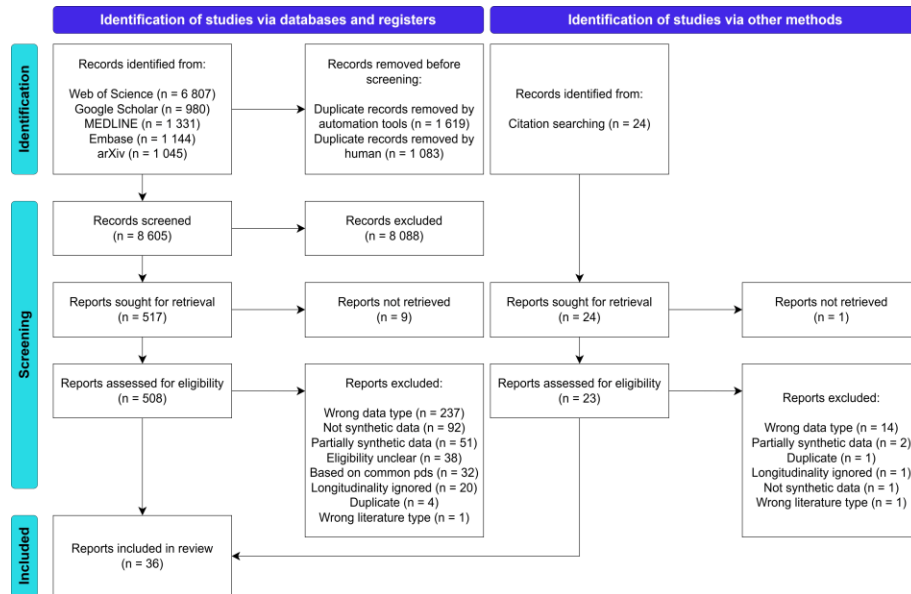 Identification of studies via databases and registers
Identification of studies via other methods
Identification
Records identified from:
Web of Science (n = 6 807)
Google Scholar (n = 980)
MEDLINE (n = 1 331)
Embase (n = 1 144)
arXiv (n = 1 045)
Records removed before
screening:
Duplicate records removed by
automation tools (n = 1 619)
Duplicate records removed by
human (n = 1 083)
Records identified from:
Citation searching (n = 24)
Screening
Records screened
(n = 8 605)
Records excluded
(n = 8 088)
Reports sought for retrieval
(n = 517)
Reports not retrieved
(n = 9)
Reports sought for retrieval
(n = 24)
Reports not retrieved
(n = 1)
Reports assessed for eligibility
(n = 508)
Reports excluded:
Wrong data type (n = 237)
Not synthetic data (n = 92)
Partially synthetic data (n = 51)
Eligibility unclear (n = 38)
Based on common pds (n = 32)
Longitudinality ignored (n = 20)
Duplicate (n = 4)
Wrong literature type (n = 1)
Reports assessed for eligibility
(n = 23)
Reports excluded:
Wrong data type (n = 14)
Partially synthetic data (n = 2)
Duplicate (n = 1)
Longitudinality ignored (n = 1)
Not synthetic data (n = 1)
Wrong literature type (n = 1)
Included
Reports included in review
(n = 36)